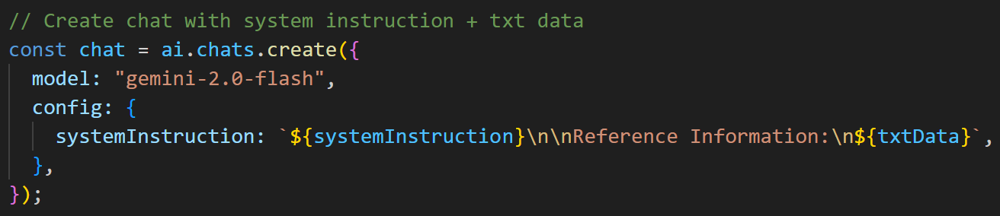 // Create chat with system instruction + txt data
const chat = ai.chats.create({
  model: "gemini-2.0-flash",
  config: {
    systemInstruction: `${systemInstruction}\n\nReference Information:\n${txtData}`,
  },
});